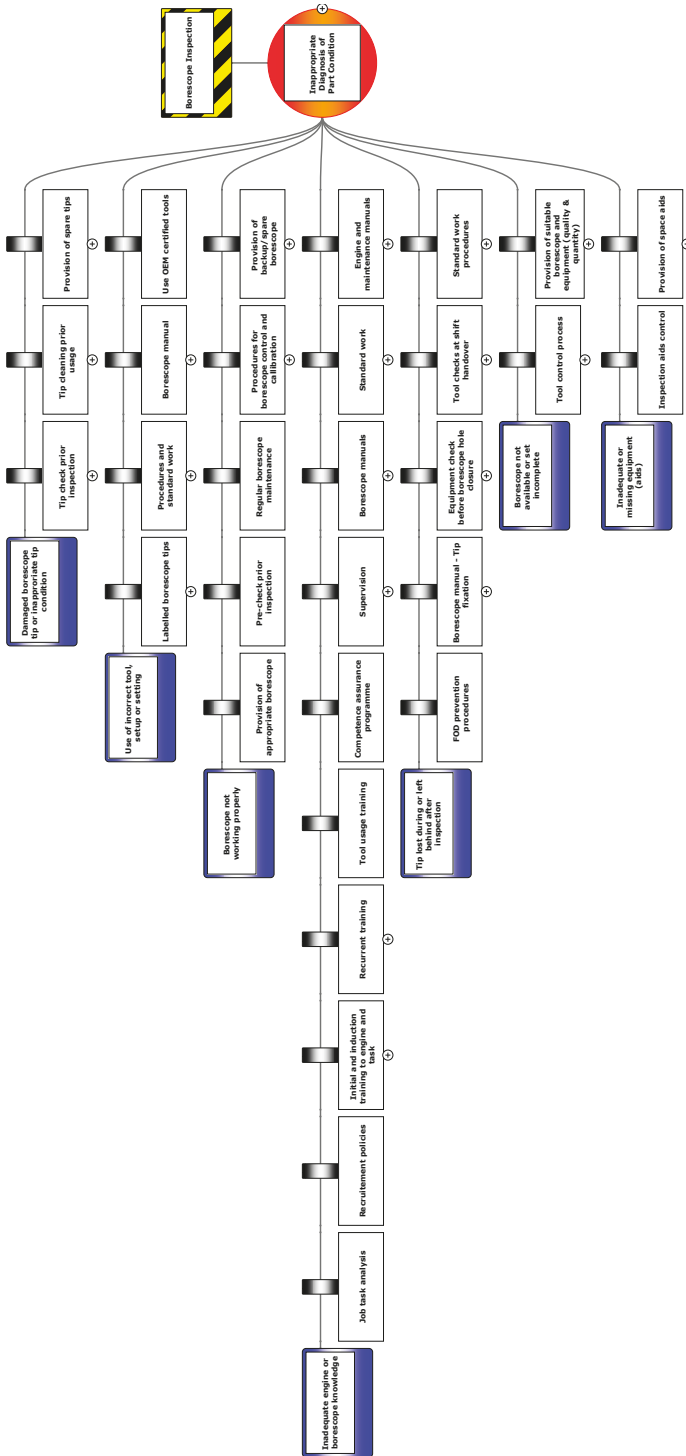 Damaged borescope
tip or inapproriate tip
condition
Tip check prior
inspection
Tip cleaning prior
usage
Provision of spare tips
Use of incorrect tool,
setup or setting
Labelled borescope tips
Procedures and
standard work
Borescope manual
Use OEM certified tools
Borescope Inspection
Borescope not
working properly
Provision of
appropriate borescope
Pre-check prior
inspection
Regular borescope
maintenance
Procedures for
borescope control and
callibration
Provision of
backup/spare
borescope
Inappropriate
Diagnosis of
Part Condition
Inadequate engine or
borescope knowledge
Job task analysis
Recruitement policies
Initial and induction
training to engine and
task
Recurrent training
Tool usage training
Competence assurance
programme
Supervision
Borescope manuals
Standard work
Engine and
maintenance manuals
Tip lost during or left
behind after
inspection
FOD prevention
procedures
Borescope manual - Tip
fixation
Equipment check
before borescope hole
closure
Tool checks at shift
handover
Standard work
procedures
Borescope not
available or set
incomplete
Tool control process
Provision of suitable
borescope and
equipment (quality &
quantity)
Inadequate or
missing equipment
(aids)
Inspection aids control
Provision of space aids